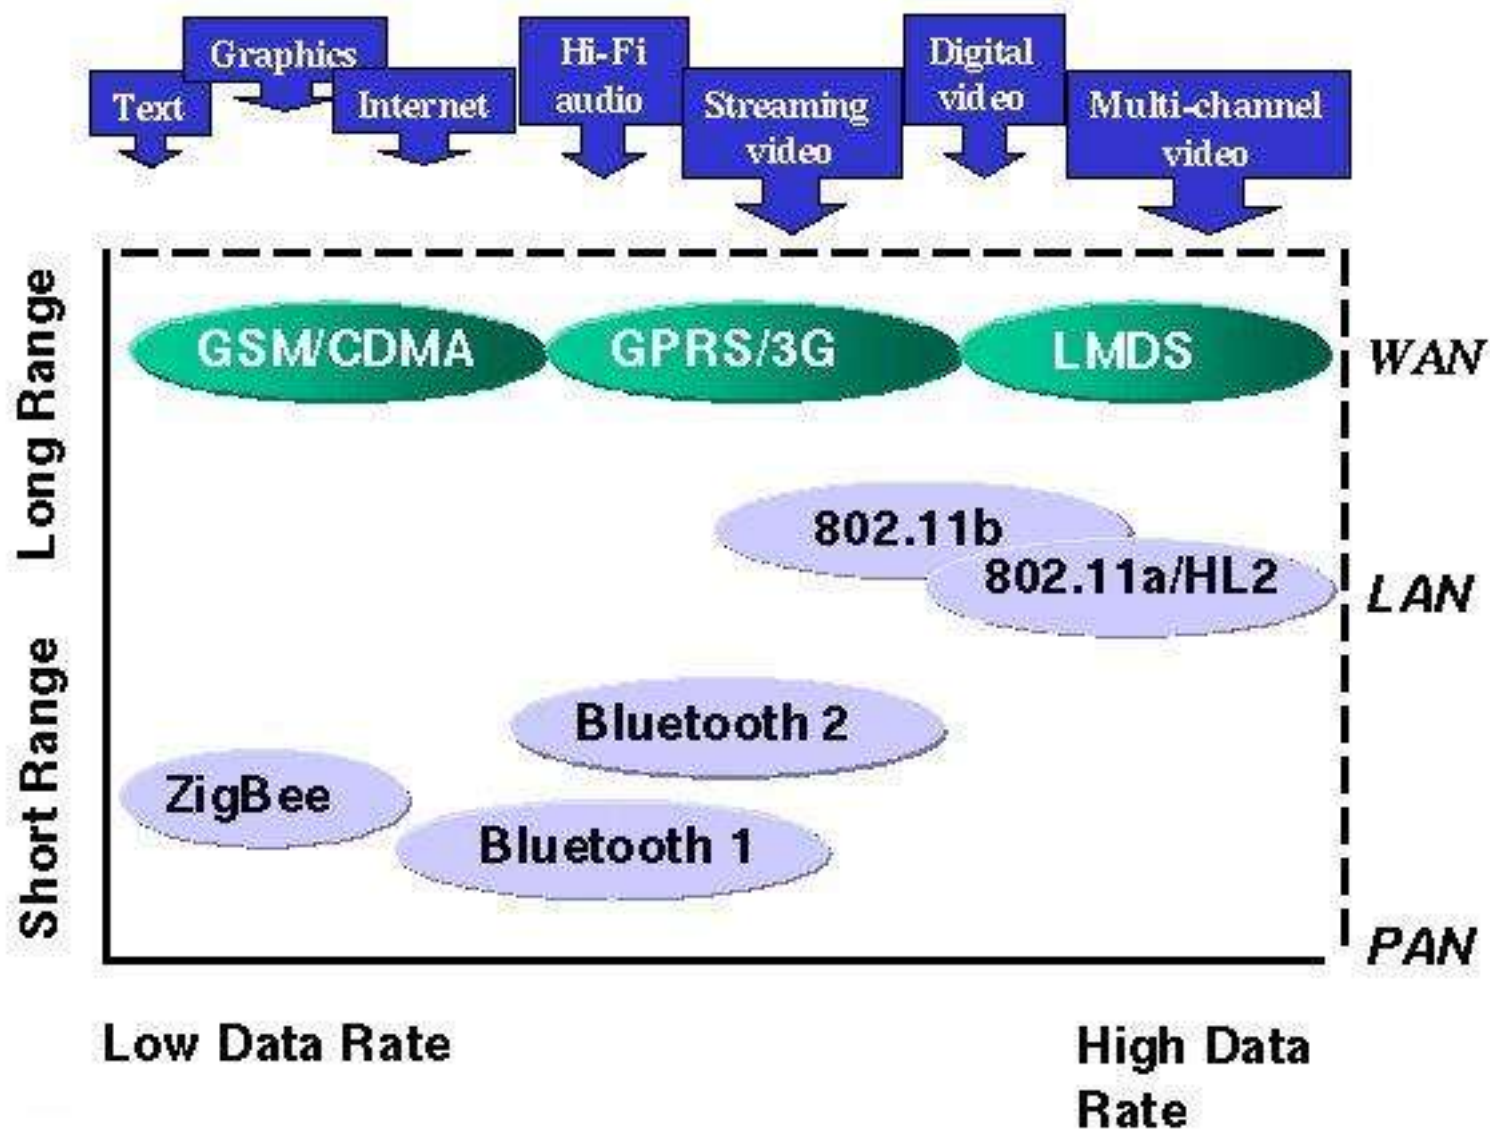 Graphics
Text
Internet
Hi-Fi
audio
Streaming
video
Digital
video
Multi-channel
video
Long Range
Short Range
GSM/CDMA
GPRS/3G
LMDS
WAN
802.11b
802.11a/HL2
LAN
Bluetooth 2
ZigBee
Bluetooth 1
PAN
Low Data Rate
High Data
Rate